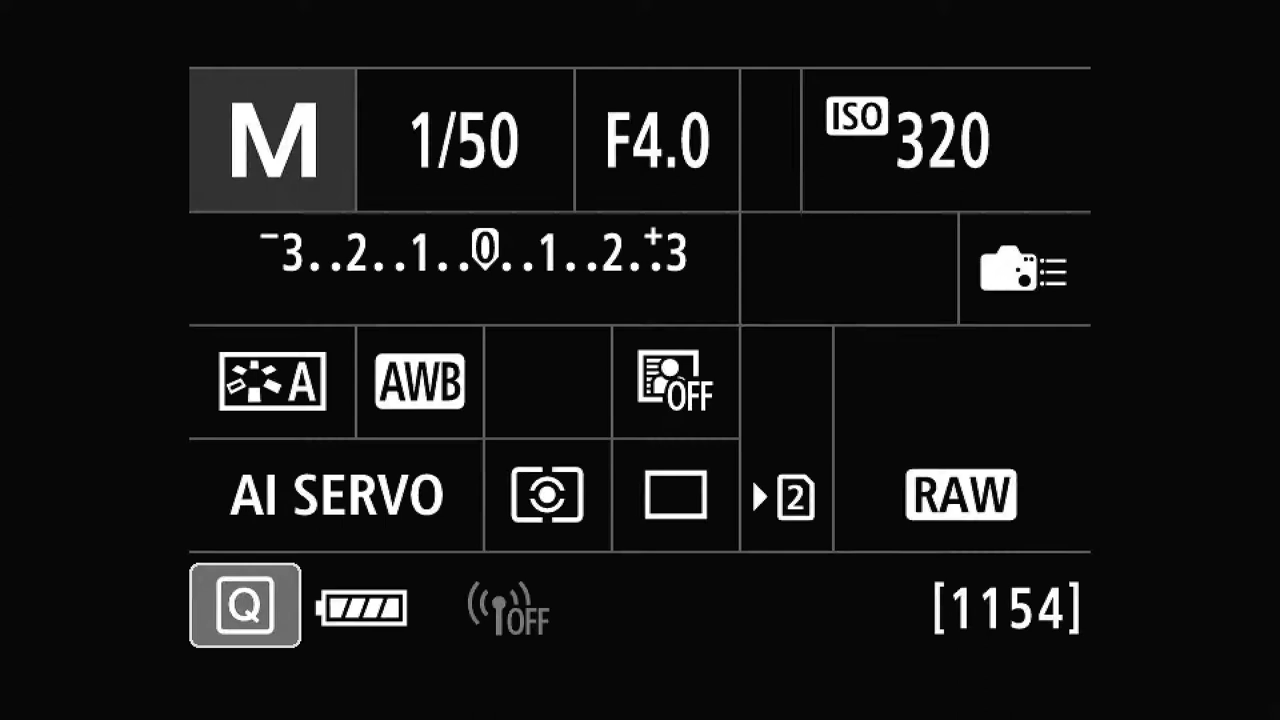 M 1/50 F4.0 ISO 320
-3..2..1..0..1..2..+3
A AWB OFF
AI SERVO 2 RAW
Q OFF [1154]